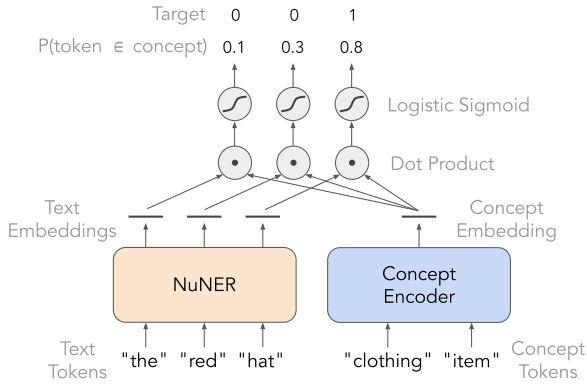 Target 0 0 1
P(token ∈ concept) 0.1 0.3 0.8
Logistic Sigmoid
Dot Product
Text
Embeddings
Concept
Embedding
NuNER
Concept
Encoder
Text
Tokens
"the" "red" "hat"
"clothing" "item"
Concept
Tokens